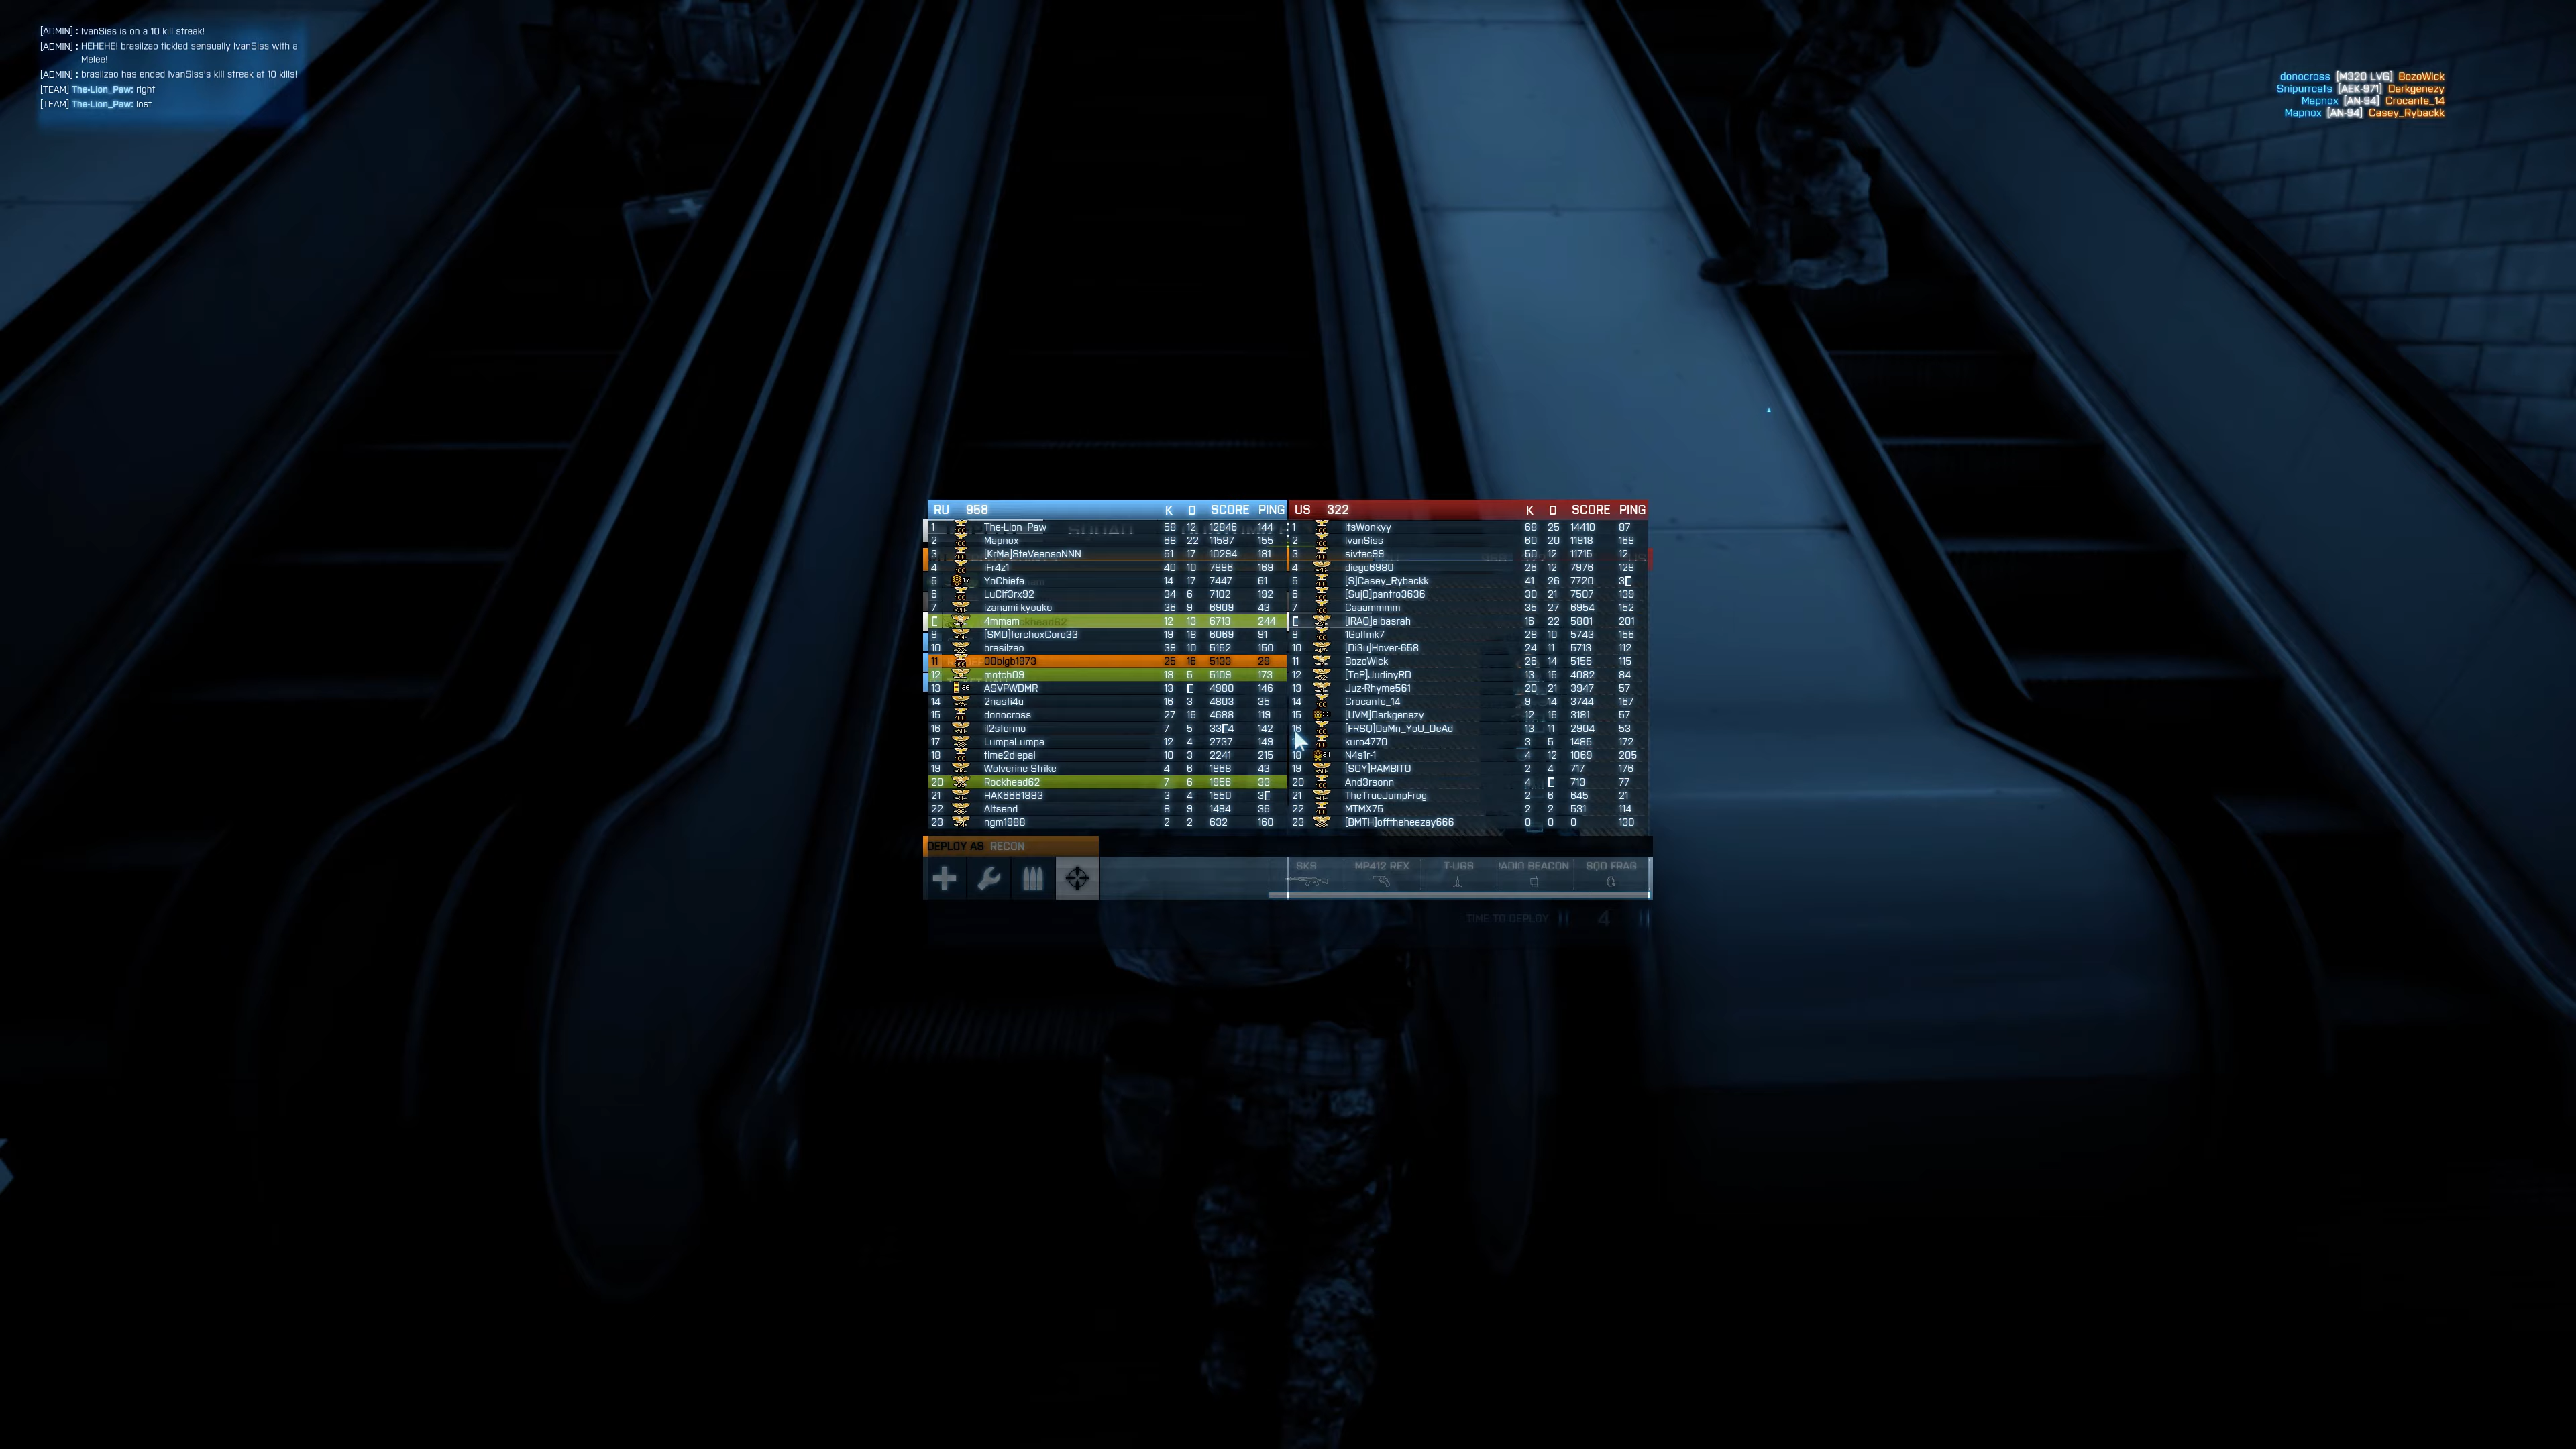 [ADMIN] : IvanSiss is on a 10 kill streak!
[ADMIN] : HEHEHE! brasilzao tickled sensually IvanSiss with a
Melee!
[ADMIN] : brasilzao has ended IvanSiss's kill streak at 10 kills!
[TEAM] The-Lion_Paw: right
[TEAM] The-Lion_Paw: lost
donocross [M320 LVG] BozoWick
Snipurrcats [AEK-971] Darkgenezy
Mapnox [AN-94] Crocante_14
Mapnox [AN-94] Casey_Rybackk
RU 958 K D SCORE PING
1 The-Lion_Paw 58 12 12846 144
2 Mapnox 68 22 11587 155
3 [KrMa]SteVeensoNNN 51 17 10294 181
4 iFr4z1 40 10 7996 169
5 YoChiefa 14 17 7447 61
6 LuCif3rx92 34 6 7102 192
7 izanami-kyouko 36 9 6909 43
4mmam 12 13 6713 244
9 [SMD]ferchoxCore33 19 18 6069 91
10 brasilzao 39 10 5152 150
11 00bigb1973 25 16 5133 29
12 motch09 18 5 5109 173
13 ASVPWDMR 13 4980 146
14 2nasti4u 16 3 4803 35
15 donocross 27 16 4688 119
16 il2stormo 7 5 142
17 LumpaLumpa 12 4 2737 149
18 time2diepal 10 3 2241 215
19 Wolverine-Strike 4 6 1968 43
20 Rockhead62 7 6 1956 33
21 HAK6661883 3 4 1550
22 Altsend 8 9 1494 36
23 ngm1988 2 2 632 160
US 322 K D SCORE PING
1 ItsWonkyy 68 25 14410 87
2 IvanSiss 60 20 11918 169
3 sivtec99 50 12 11715 12
4 diego6980 26 12 7976 129
5 [S]Casey_Rybackk 41 26 7720
6 [SujO]pantro3636 30 21 7507 139
7 Caaammmm 35 27 6954 152
[IRAQ]albasrah 16 22 5801 201
9 1Golfmk7 28 10 5743 156
10 [Di3u]Hover-658 24 11 5713 112
11 BozoWick 26 14 5155 115
12 [ToP]JudinyRD 13 15 4082 84
13 Juz-Rhyme561 20 21 3947 57
14 Crocante_14 9 14 3744 167
15 [UVM]Darkgenezy 12 16 3181 57
16 [FRSQ]DaMn_YoU_DeAd 13 11 2904 53
kuro4770 3 5 1485 172
18 N4s1r-1 4 12 1069 205
19 [SOY]RAMBITO 2 4 717 176
20 And3rsonn 4 713 77
21 TheTrueJumpFrog 2 6 645 21
22 MTMX75 2 2 531 114
23 [BMTH]offtheheezay666 0 0 0 130
DEPLOY AS RECON
SKS MP412 REX T-UGS ADIO BEACON SQD FRAG
TIME TO DEPLOY 4